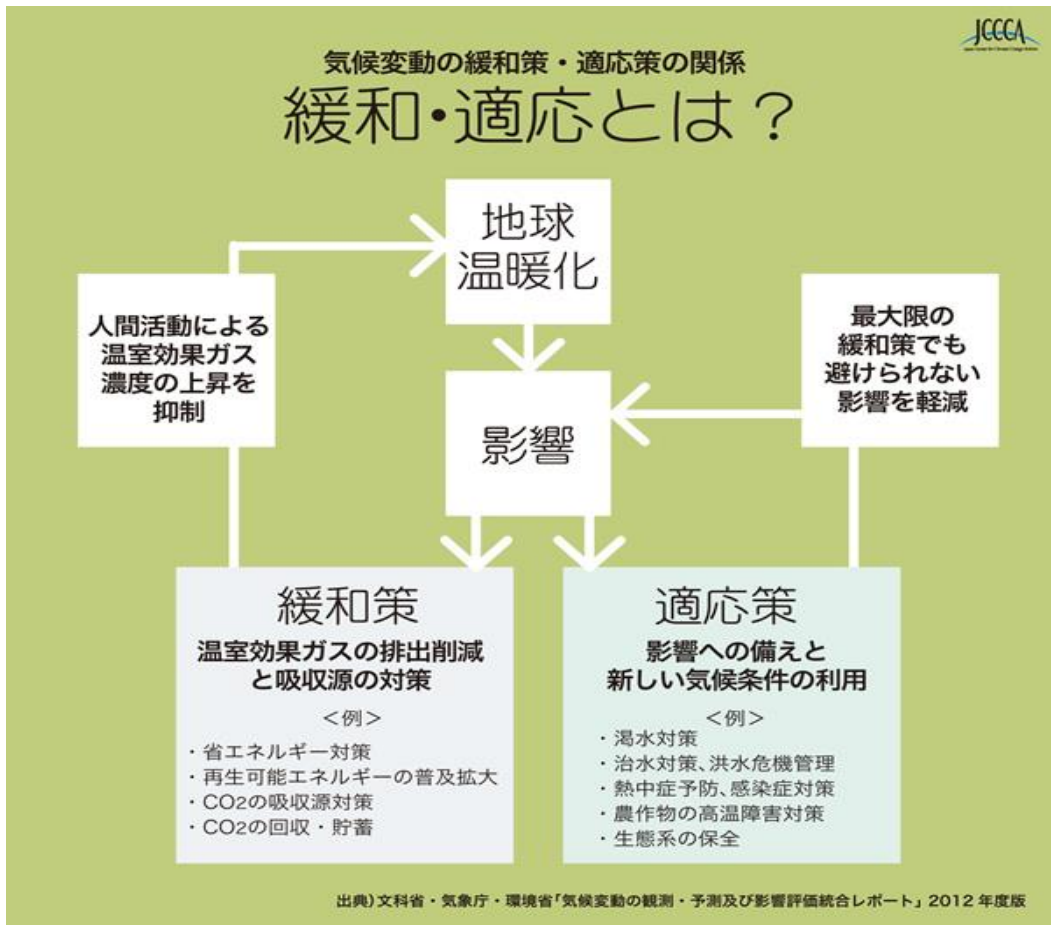 JCCCA
気候変動の緩和策・適応策の関係
緩和・適応とは？
地球
温暖化
人間活動による
温室効果ガス
濃度の上昇を
抑制
最大限の
緩和策でも
避けられない
影響を軽減
影響
緩和策
温室効果ガスの排出削減
と吸収源の対策
＜例＞
・省エネルギー対策
・再生可能エネルギーの普及拡大
・CO2の吸収源対策
・CO2の回収・貯蓄
適応策
影響への備えと
新しい気候条件の利用
＜例＞
・渇水対策
・治水対策、洪水危機管理
・熱中症予防、感染症対策
・農作物の高温障害対策
・生態系の保全
出典）文科省・気象庁・環境省「気候変動の観測・予測及び影響評価統合レポート」2012年度版